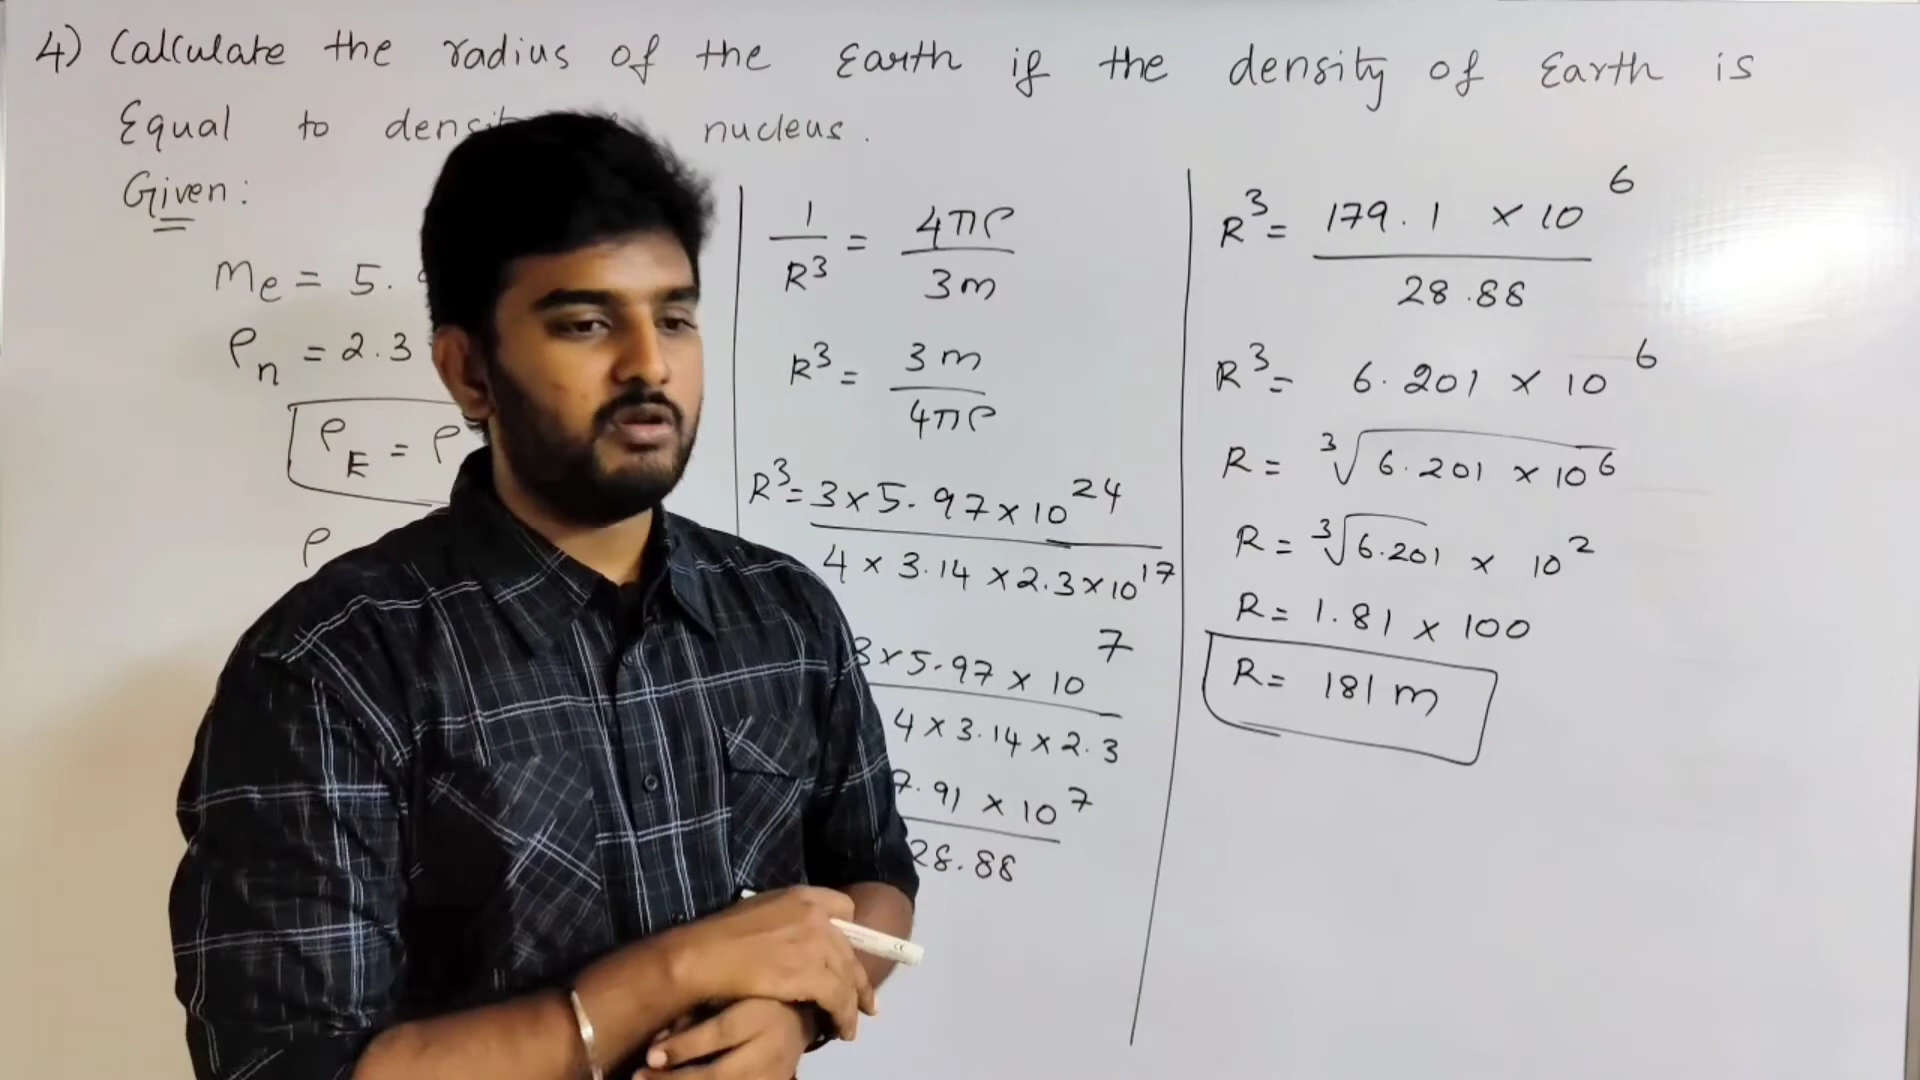 4) Calculate the radius of the Earth if the density of Earth is
Equal to nucleus.
Given:
Me = 5.
ρn = 2.3
ρE = ρ
ρ
1/R³ = 4πρ/3m
R³ = 3m/4πρ
R³ = 3 × 5.97 × 10²⁴
4 × 3.14 × 2.3 × 10¹⁷
3 × 5.97 × 10⁷
4 × 3.14 × 2.3
7.91 × 10⁷
28.88
R³ = 179.1 × 10⁶
28.88
R³ = 6.201 × 10⁶
R = ³√6.201 × 10⁶
R = ³√6.201 × 10²
R = 1.81 × 100
R = 181 m